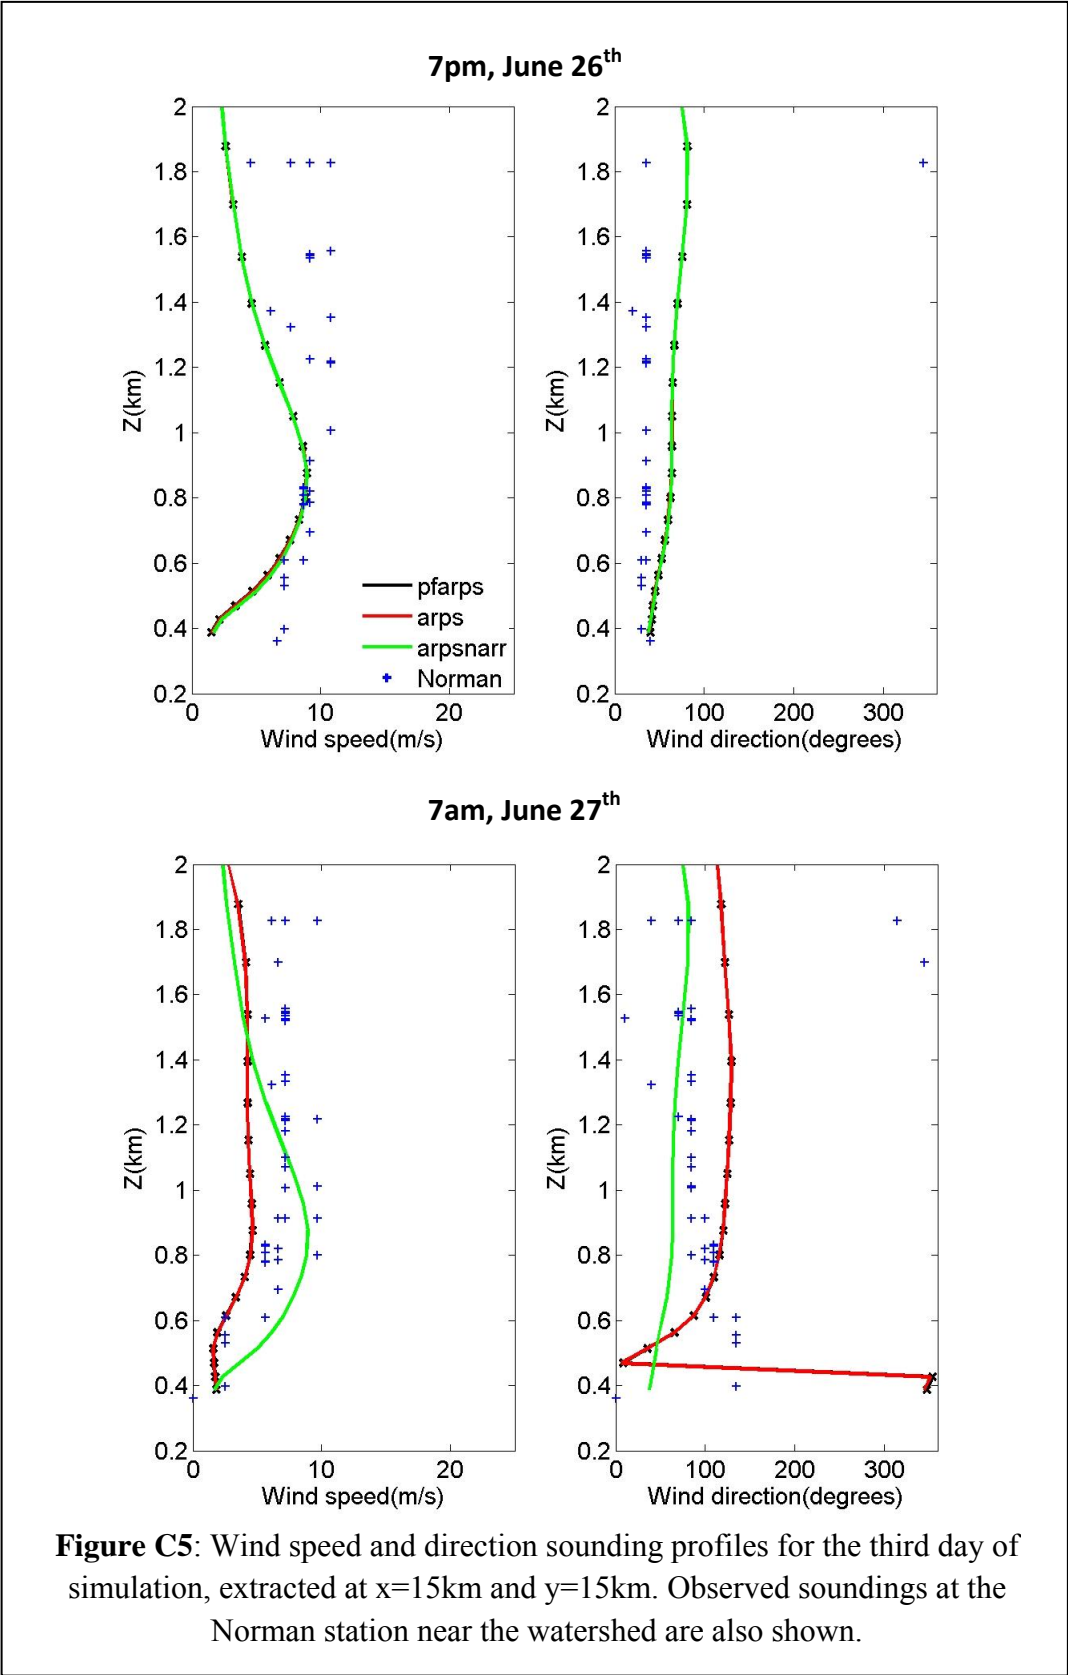 7pm, June 26th
2
1.8
1.6
1.4
1.2
1
0.8
0.6
0.4
0.2
Z(km)
0 10 20
Wind speed(m/s)
pfarps
arps
arpsnarr
Norman
2
1.8
1.6
1.4
1.2
1
0.8
0.6
0.4
0.2
Z(km)
0 100 200 300
Wind direction(degrees)
7am, June 27th
2
1.8
1.6
1.4
1.2
1
0.8
0.6
0.4
0.2
Z(km)
0 10 20
Wind speed(m/s)
2
1.8
1.6
1.4
1.2
1
0.8
0.6
0.4
0.2
Z(km)
0 100 200 300
Wind direction(degrees)
Figure C5: Wind speed and direction sounding profiles for the third day of
simulation, extracted at x=15km and y=15km. Observed soundings at the
Norman station near the watershed are also shown.